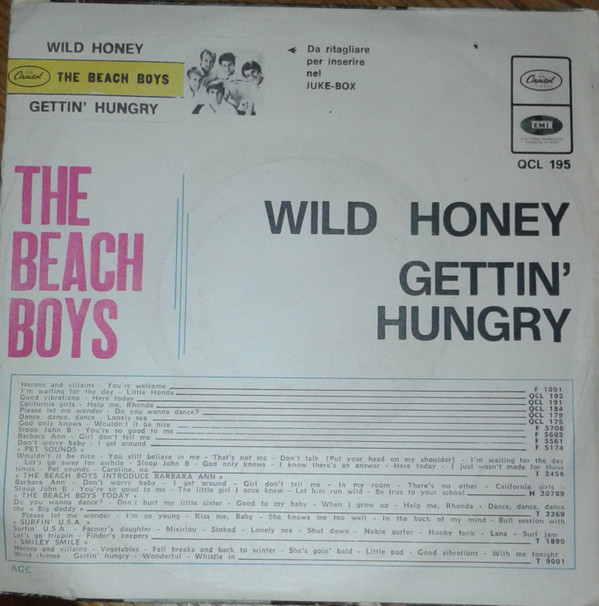 WILD HONEY
Capitol THE BEACH BOYS
GETTIN' HUNGRY
Da ritagliare
per inserire
nel
JUKE-BOX
Capitol
EMI
QCL 195
THE
BEACH
BOYS
WILD HONEY
GETTIN'
HUNGRY
Heroes and villains - You're welcome F 1001
I'm waiting for the day - Little Honda QCL 192
Good vibrations - Here today QCL 191
California girls - Help me, Rhonda QCL 184
Please let me wonder - Do you wanna dance? QCL 179
Dance, dance, dance - Lonely sea QCL 175
God only knows - Wouldn't it be nice F 5706
Sloop John B - You're so good to me F 5602
Barbara Ann - Girl don't tell me F 5561
Don't worry baby - I get around F 5174
« PET SOUNDS »
Wouldn't it be nice - You still believe in me - That's not me - Don't talk (Put your head on my shoulder) - I'm waiting for the day
- Let's go away for awhile - Sloop John B - God only knows - I know there's an answer - Here today - I just wasn't made for these
times - Pet sounds - Caroline, no T 2458
« THE BEACH BOYS INTRODUCE BARBARA ANN »
Barbara Ann - Don't worry baby - I get around - Girl don't tell me - In my room - There's no other - California girls -
Sloop John B - You're so good to me - The little girl I once knew - Let him run wild - Be true to your school H 20789
« THE BEACH BOYS TODAY »
Do you wanna dance? - Don't hurt my little sister - Good to my baby - When I grow up - Help me, Rhonda - Dance, dance, dance
Please let me wonder - I'm so young - Kiss me, Baby - She knows me too well - In the back of my mind - Bull session with
the « Big daddy » T 2269
« SURFIN' U.S.A. »
Surfin' U.S.A. - Farmer's daughter - Misirlou - Stoked - Lonely sea - Shut down - Noble surfer - Honky tonk - Lana - Surf jam -
Let's go trippin - Finder's keepers T 1890
« SMILEY SMILE »
Heroes and villains - Vegetables - Fall breaks and back to winter - She's goin' bald - Little pad - Good vibrations - With me tonight -
Wind chimes - Gettin' hungry - Wonderful - Whistle in T 9001
AGC